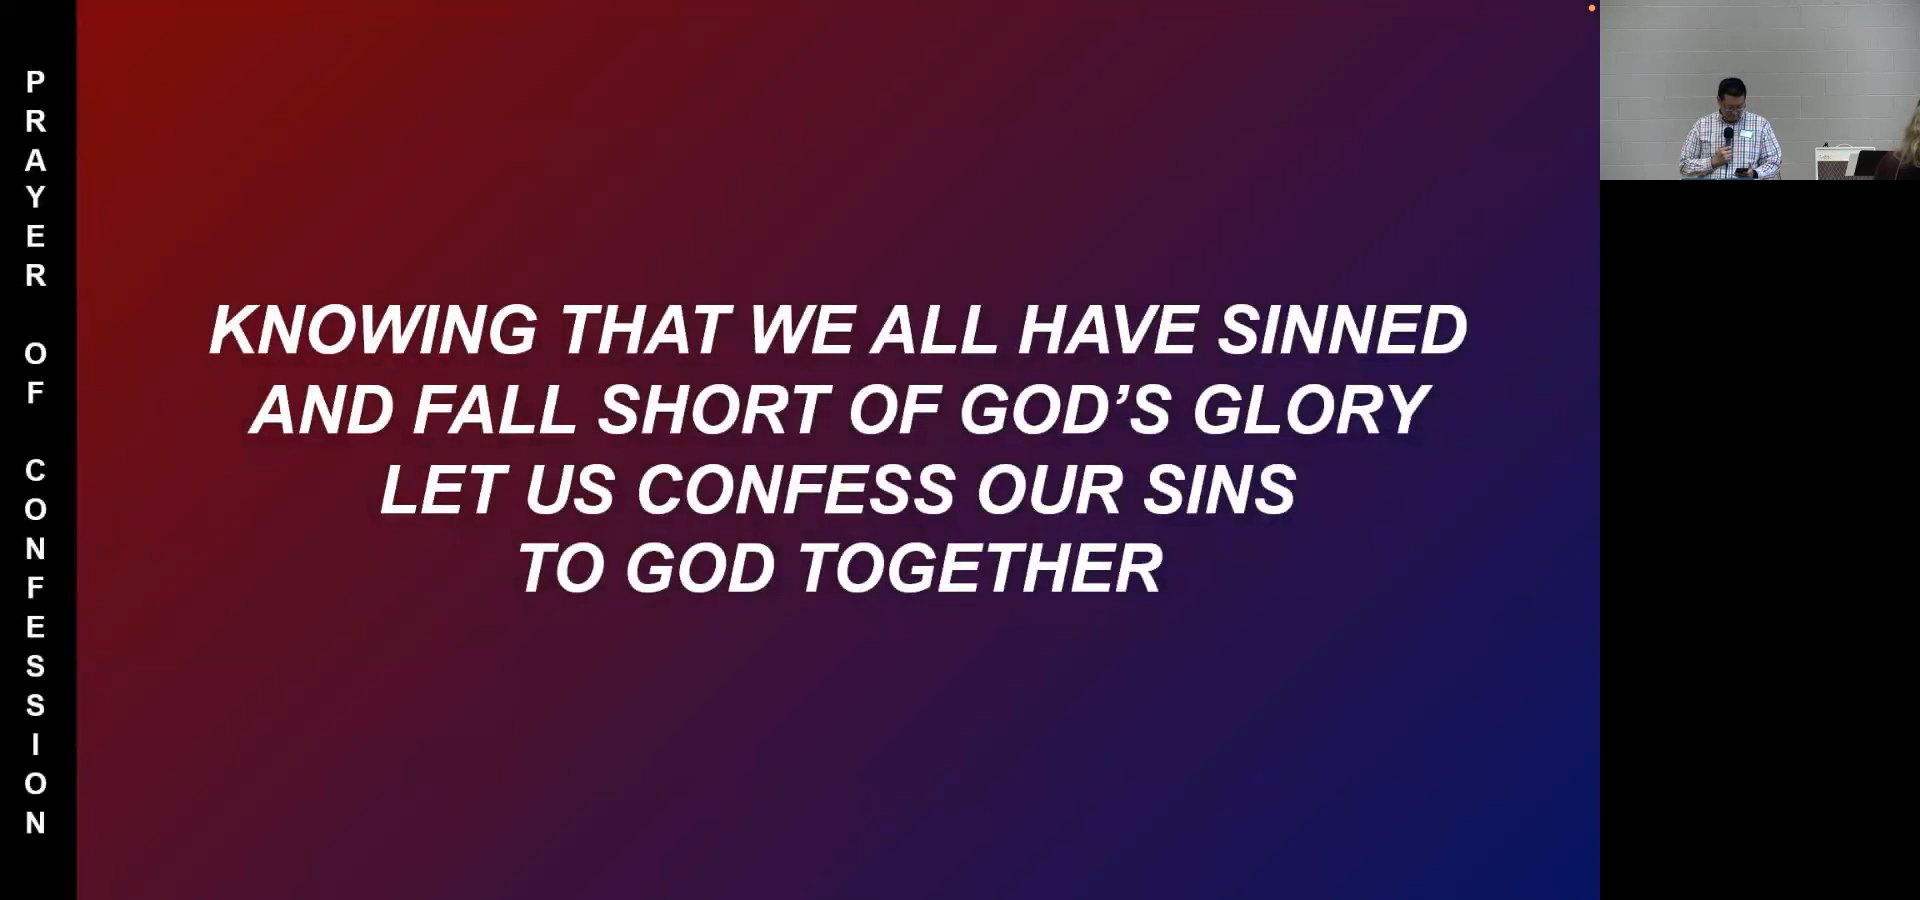 PRAYER OF CONFESSION
KNOWING THAT WE ALL HAVE SINNED
AND FALL SHORT OF GOD’S GLORY
LET US CONFESS OUR SINS
TO GOD TOGETHER